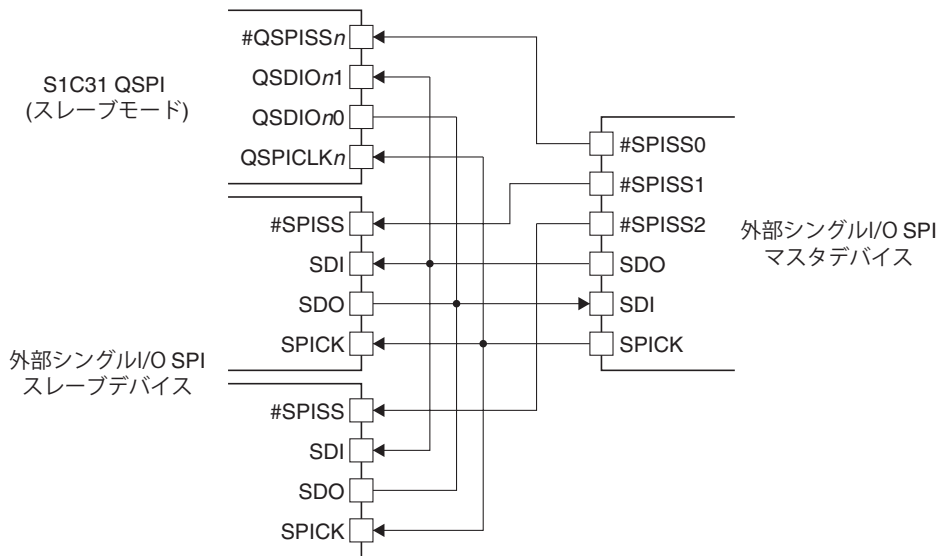 #QSPISSn
QSDIOn1
QSDIOn0
QSPICLKn
S1C31 QSPI
(スレーブモード)
#SPISS
SDI
SDO
SPICK
外部シングルI/O SPI
スレーブデバイス
#SPISS
SDI
SDO
SPICK
#SPISS0
#SPISS1
#SPISS2
SDO
SDI
SPICK
外部シングルI/O SPI
マスタデバイス